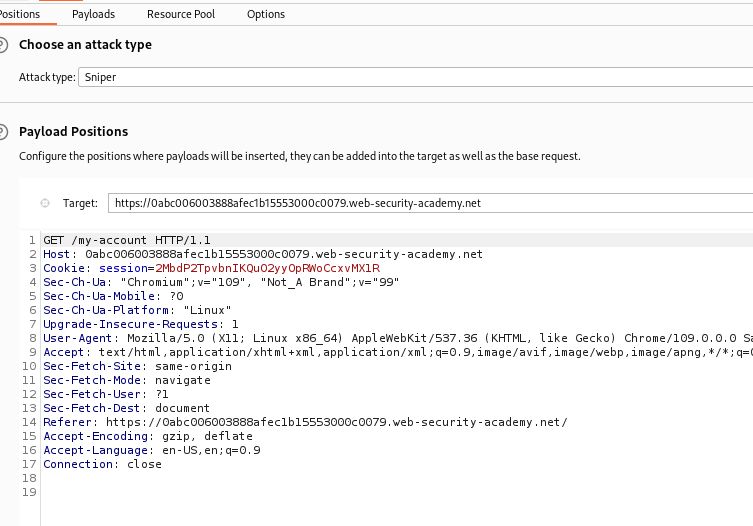 Positions Payloads Resource Pool Options
? Choose an attack type
Attack type: Sniper
? Payload Positions
Configure the positions where payloads will be inserted, they can be added into the target as well as the base request.
Target: https://0abc006003888afec1b15553000c0079.web-security-academy.net
1 GET /my-account HTTP/1.1
2 Host: 0abc006003888afec1b15553000c0079.web-security-academy.net
3 Cookie: session=2MbdP2TpvbnIKQuO2yyOpRWoCcxvMX1R
4 Sec-Ch-Ua: "Chromium";v="109", "Not_A Brand";v="99"
5 Sec-Ch-Ua-Mobile: ?0
6 Sec-Ch-Ua-Platform: "Linux"
7 Upgrade-Insecure-Requests: 1
8 User-Agent: Mozilla/5.0 (X11; Linux x86_64) AppleWebKit/537.36 (KHTML, like Gecko) Chrome/109.0.0.0 Sa
9 Accept: text/html,application/xhtml+xml,application/xml;q=0.9,image/avif,image/webp,image/apng,*/*;q=0
10 Sec-Fetch-Site: same-origin
11 Sec-Fetch-Mode: navigate
12 Sec-Fetch-User: ?1
13 Sec-Fetch-Dest: document
14 Referer: https://0abc006003888afec1b15553000c0079.web-security-academy.net/
15 Accept-Encoding: gzip, deflate
16 Accept-Language: en-US,en;q=0.9
17 Connection: close
18
19